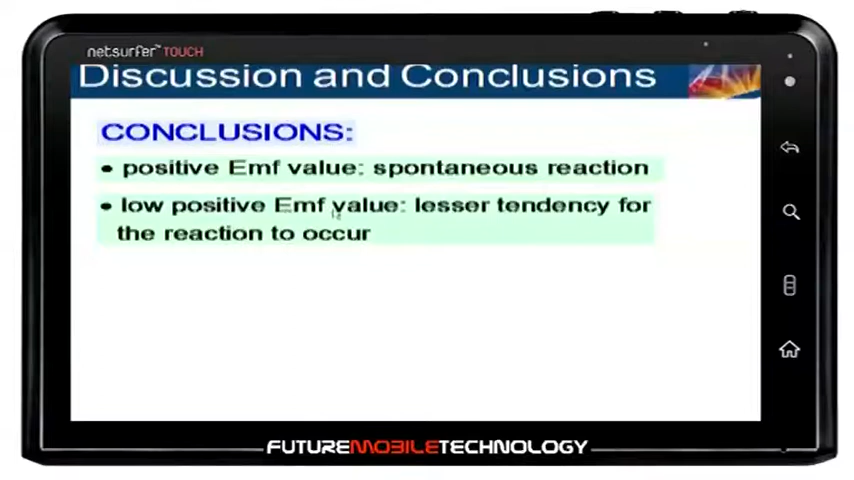 netsurfer™ TOUCH
Discussion and Conclusions
CONCLUSIONS:
• positive Emf value: spontaneous reaction
• low positive Emf value: lesser tendency for
the reaction to occur
FUTUREMOBILETECHNOLOGY